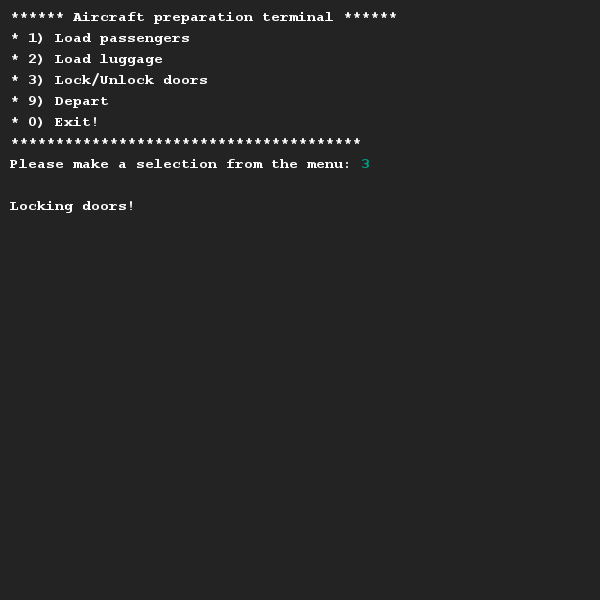 ****** Aircraft preparation terminal ******
* 1) Load passengers
* 2) Load luggage
* 3) Lock/Unlock doors
* 9) Depart
* 0) Exit!
***************************************
Please make a selection from the menu: 3
Locking doors!